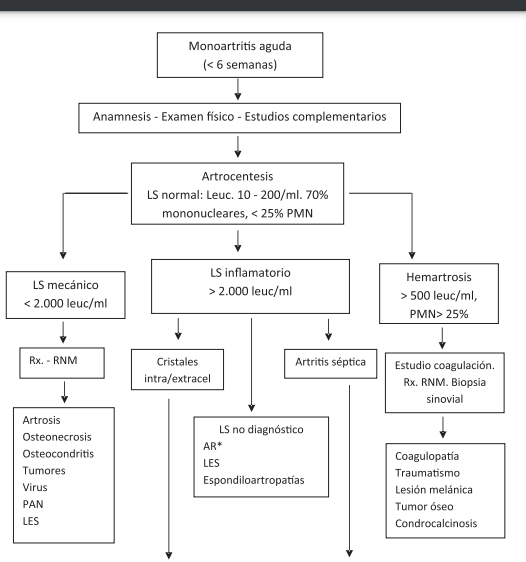 Monoartritis aguda
(< 6 semanas)
Anamnesis - Examen físico - Estudios complementarios
Artrocentesis
LS normal: Leuc. 10 - 200/ml. 70%
mononucleares, < 25% PMN
LS mecánico
< 2.000 leuc/ml
LS inflamatorio
> 2.000 leuc/ml
Hemartrosis
> 500 leuc/ml,
PMN> 25%
Rx. - RNM
Cristales
intra/extracel
Artritis séptica
Estudio coagulación.
Rx. RNM. Biopsia
sinovial
Artrosis
Osteonecrosis
Osteocondritis
Tumores
Virus
PAN
LES
LS no diagnóstico
AR*
LES
Espondiloartropatías
Coagulopatía
Traumatismo
Lesión melánica
Tumor óseo
Condrocalcinosis